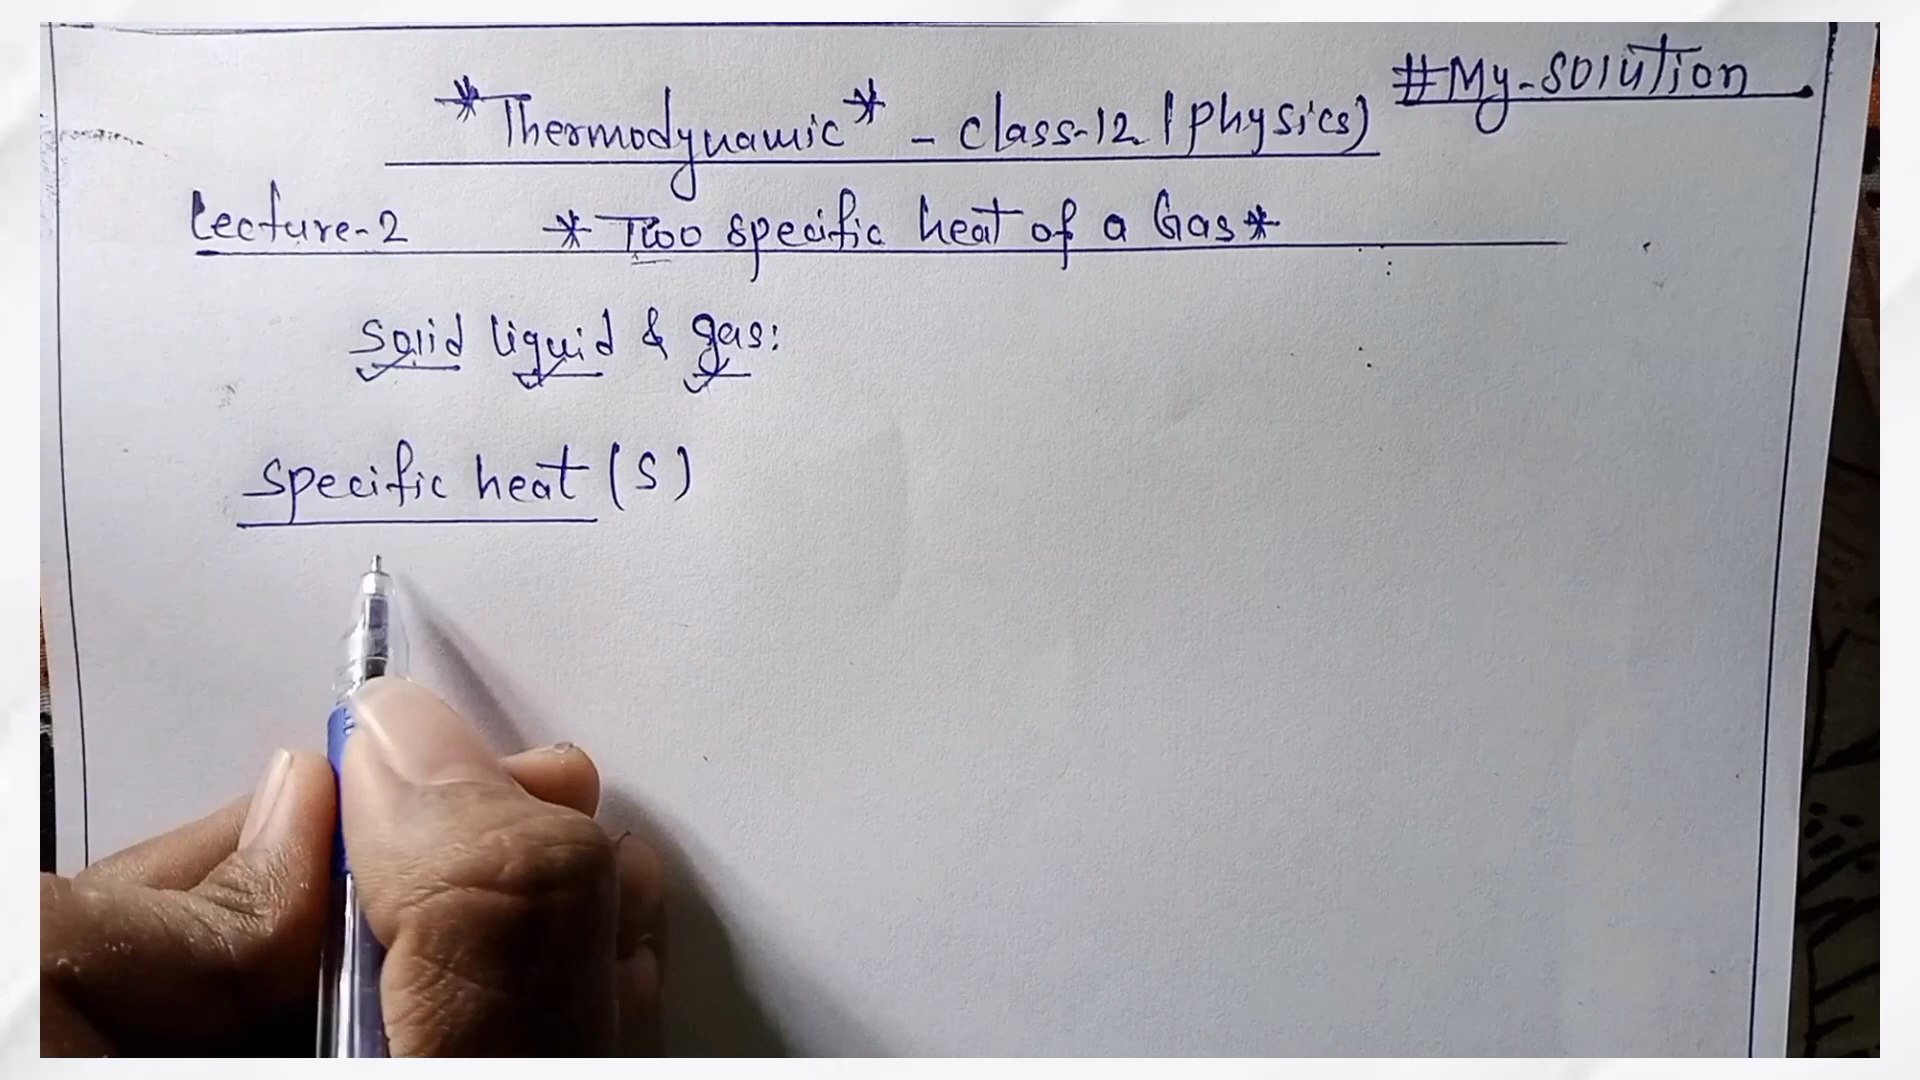 #My-Solution
*Thermodynamic* - class-12 (physics)
Lecture-2 * Two specific heat of a Gas*
Solid liquid & gas:
specific heat (S)